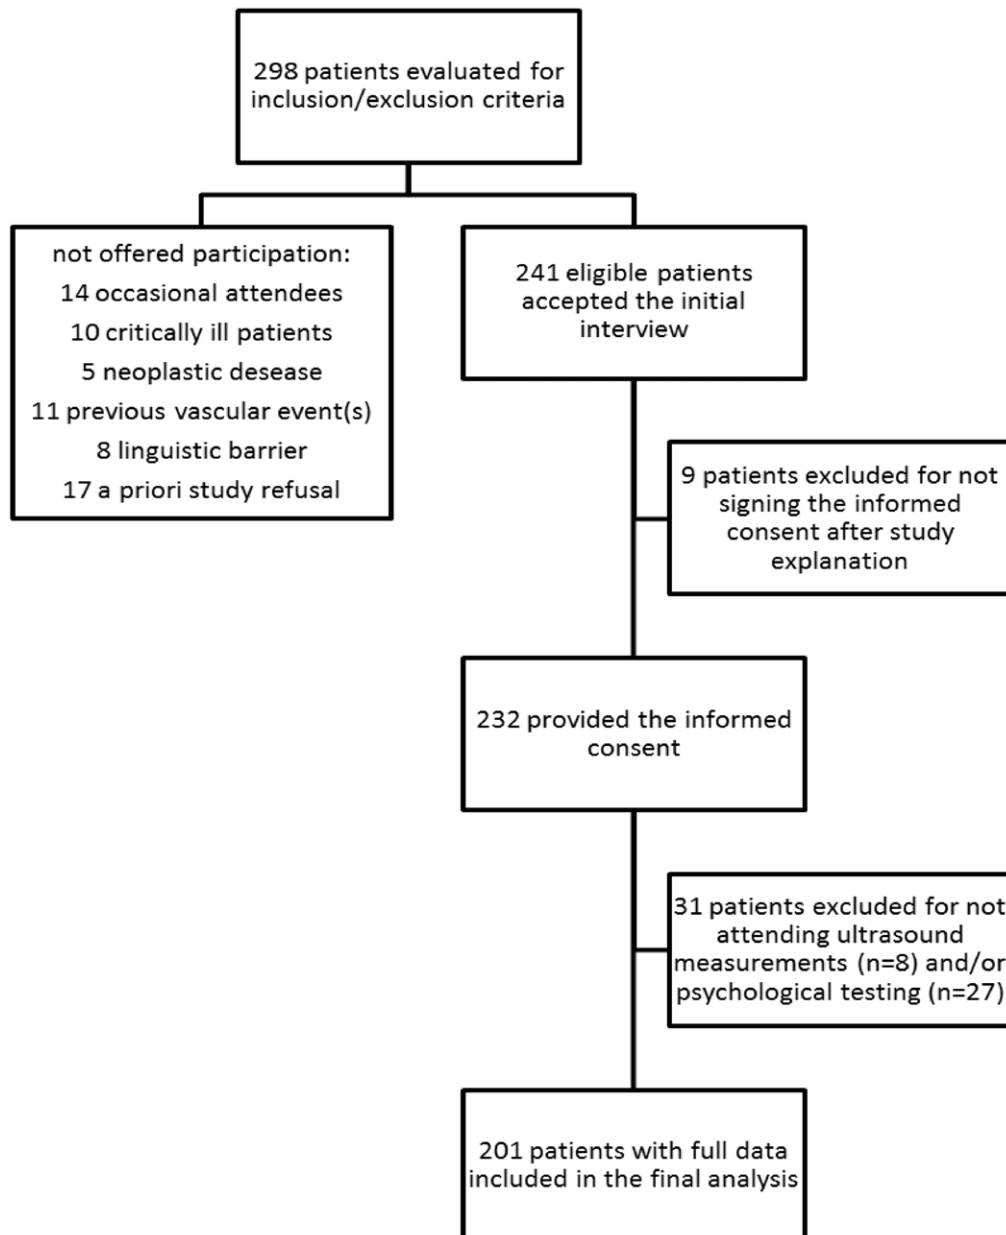 298 patients evaluated for
inclusion/exclusion criteria
not offered participation:
14 occasional attendees
10 critically ill patients
5 neoplastic desease
11 previous vascular event(s)
8 linguistic barrier
17 a priori study refusal
241 eligible patients
accepted the initial
interview
9 patients excluded for not
signing the informed
consent after study
explanation
232 provided the informed
consent
31 patients excluded for not
attending ultrasound
measurements (n=8) and/or
psychological testing (n=27)
201 patients with full data
included in the final analysis